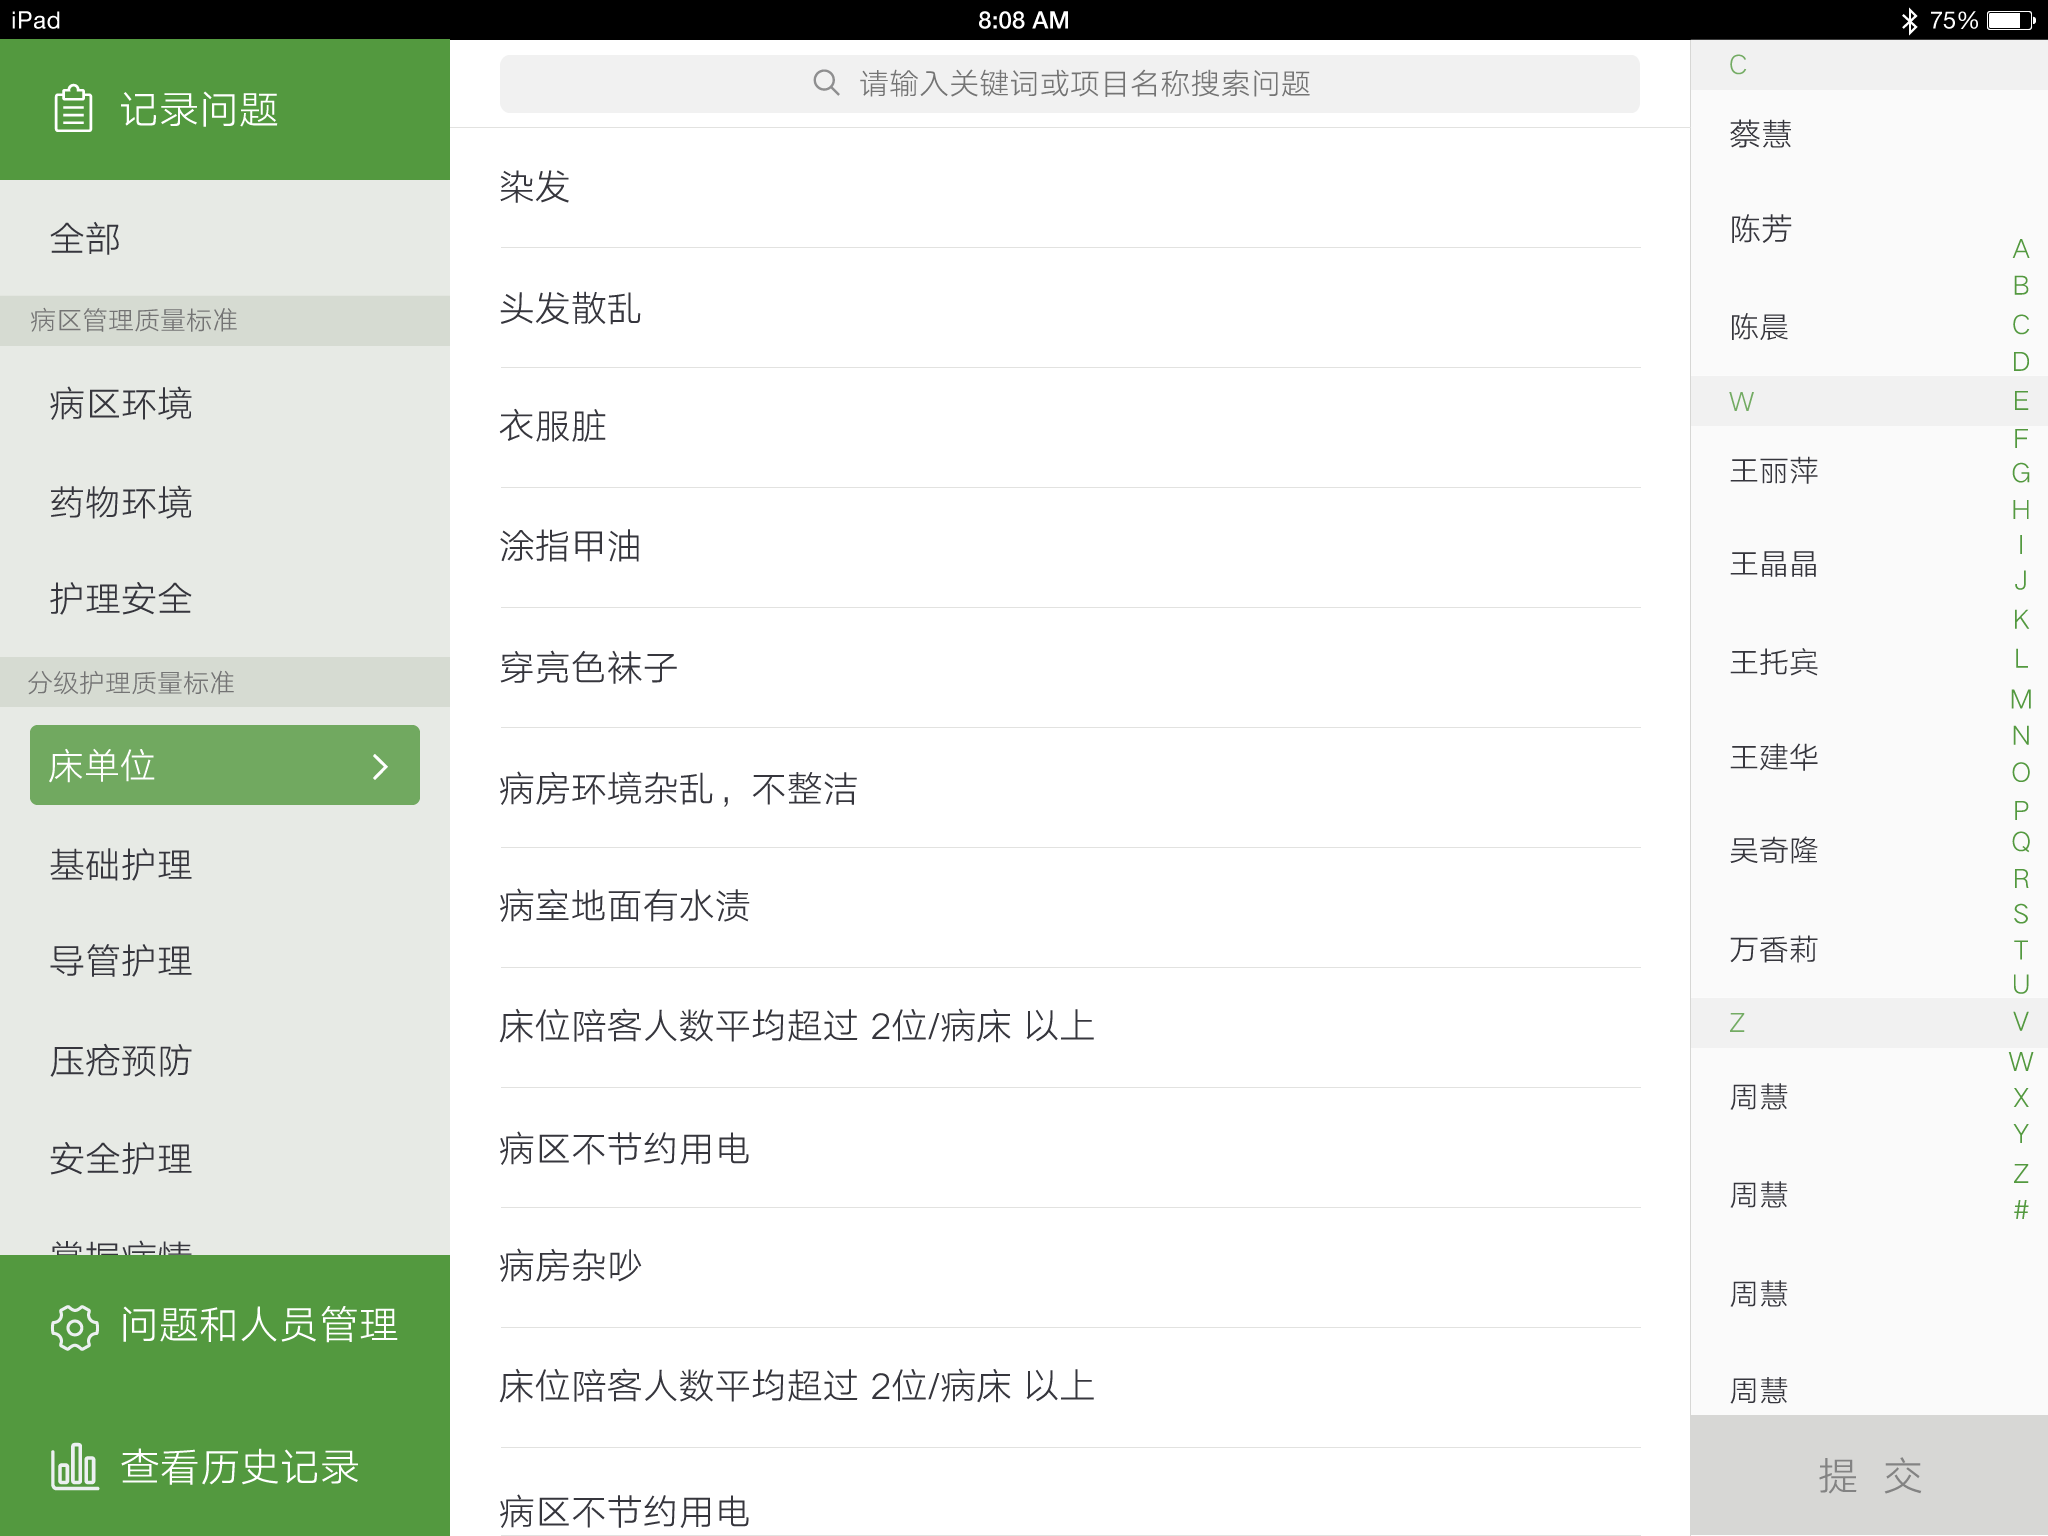 iPad
8:08 AM
75%
记录问题
全部
病区管理质量标准
病区环境
药物环境
护理安全
分级护理质量标准
床单位
基础护理
导管护理
压疮预防
安全护理
掌握病情
问题和人员管理
查看历史记录
请输入关键词或项目名称搜索问题
染发
头发散乱
衣服脏
涂指甲油
穿亮色袜子
病房环境杂乱，不整洁
病室地面有水渍
床位陪客人数平均超过 2位/病床 以上
病区不节约用电
病房杂吵
床位陪客人数平均超过 2位/病床 以上
病区不节约用电
C
蔡慧
陈芳
陈晨
W
王丽萍
王晶晶
王托宾
王建华
吴奇隆
万香莉
Z
周慧
周慧
周慧
周慧
A
B
C
D
E
F
G
H
I
J
K
L
M
N
O
P
Q
R
S
T
U
V
W
X
Y
Z
#
提 交